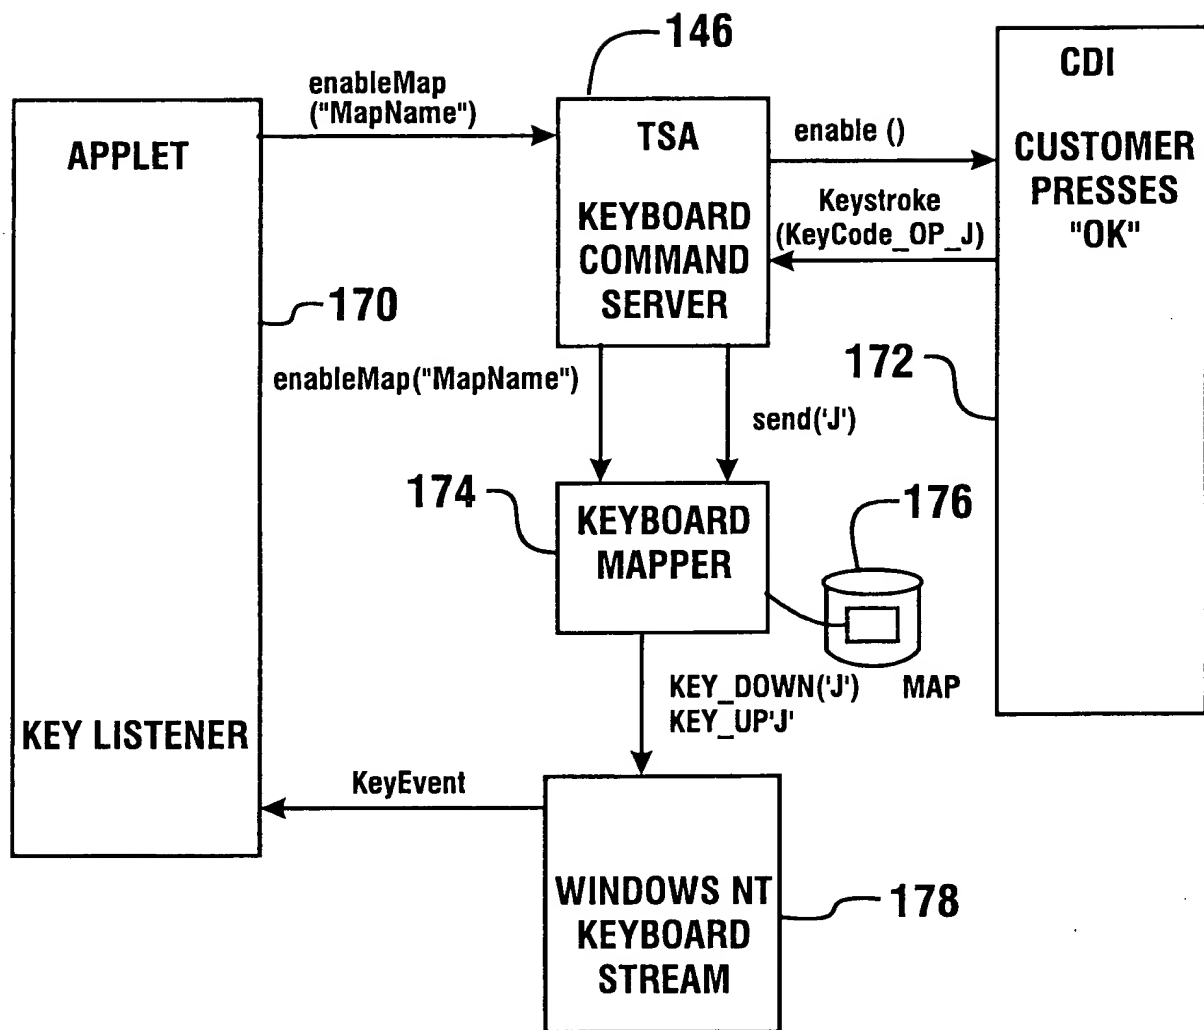 146
CDI
enableMap
("MapName")
APPLET
TSA
KEYBOARD
COMMAND
SERVER
enable ()
Keystroke
(KeyCode_OP_J)
CUSTOMER
PRESSES
"OK"
170
172
enableMap("MapName")
send('J')
174
KEYBOARD
MAPPER
176
MAP
KEY_DOWN('J')
KEY_UP'J'
KEY LISTENER
KeyEvent
WINDOWS NT
KEYBOARD
STREAM
178